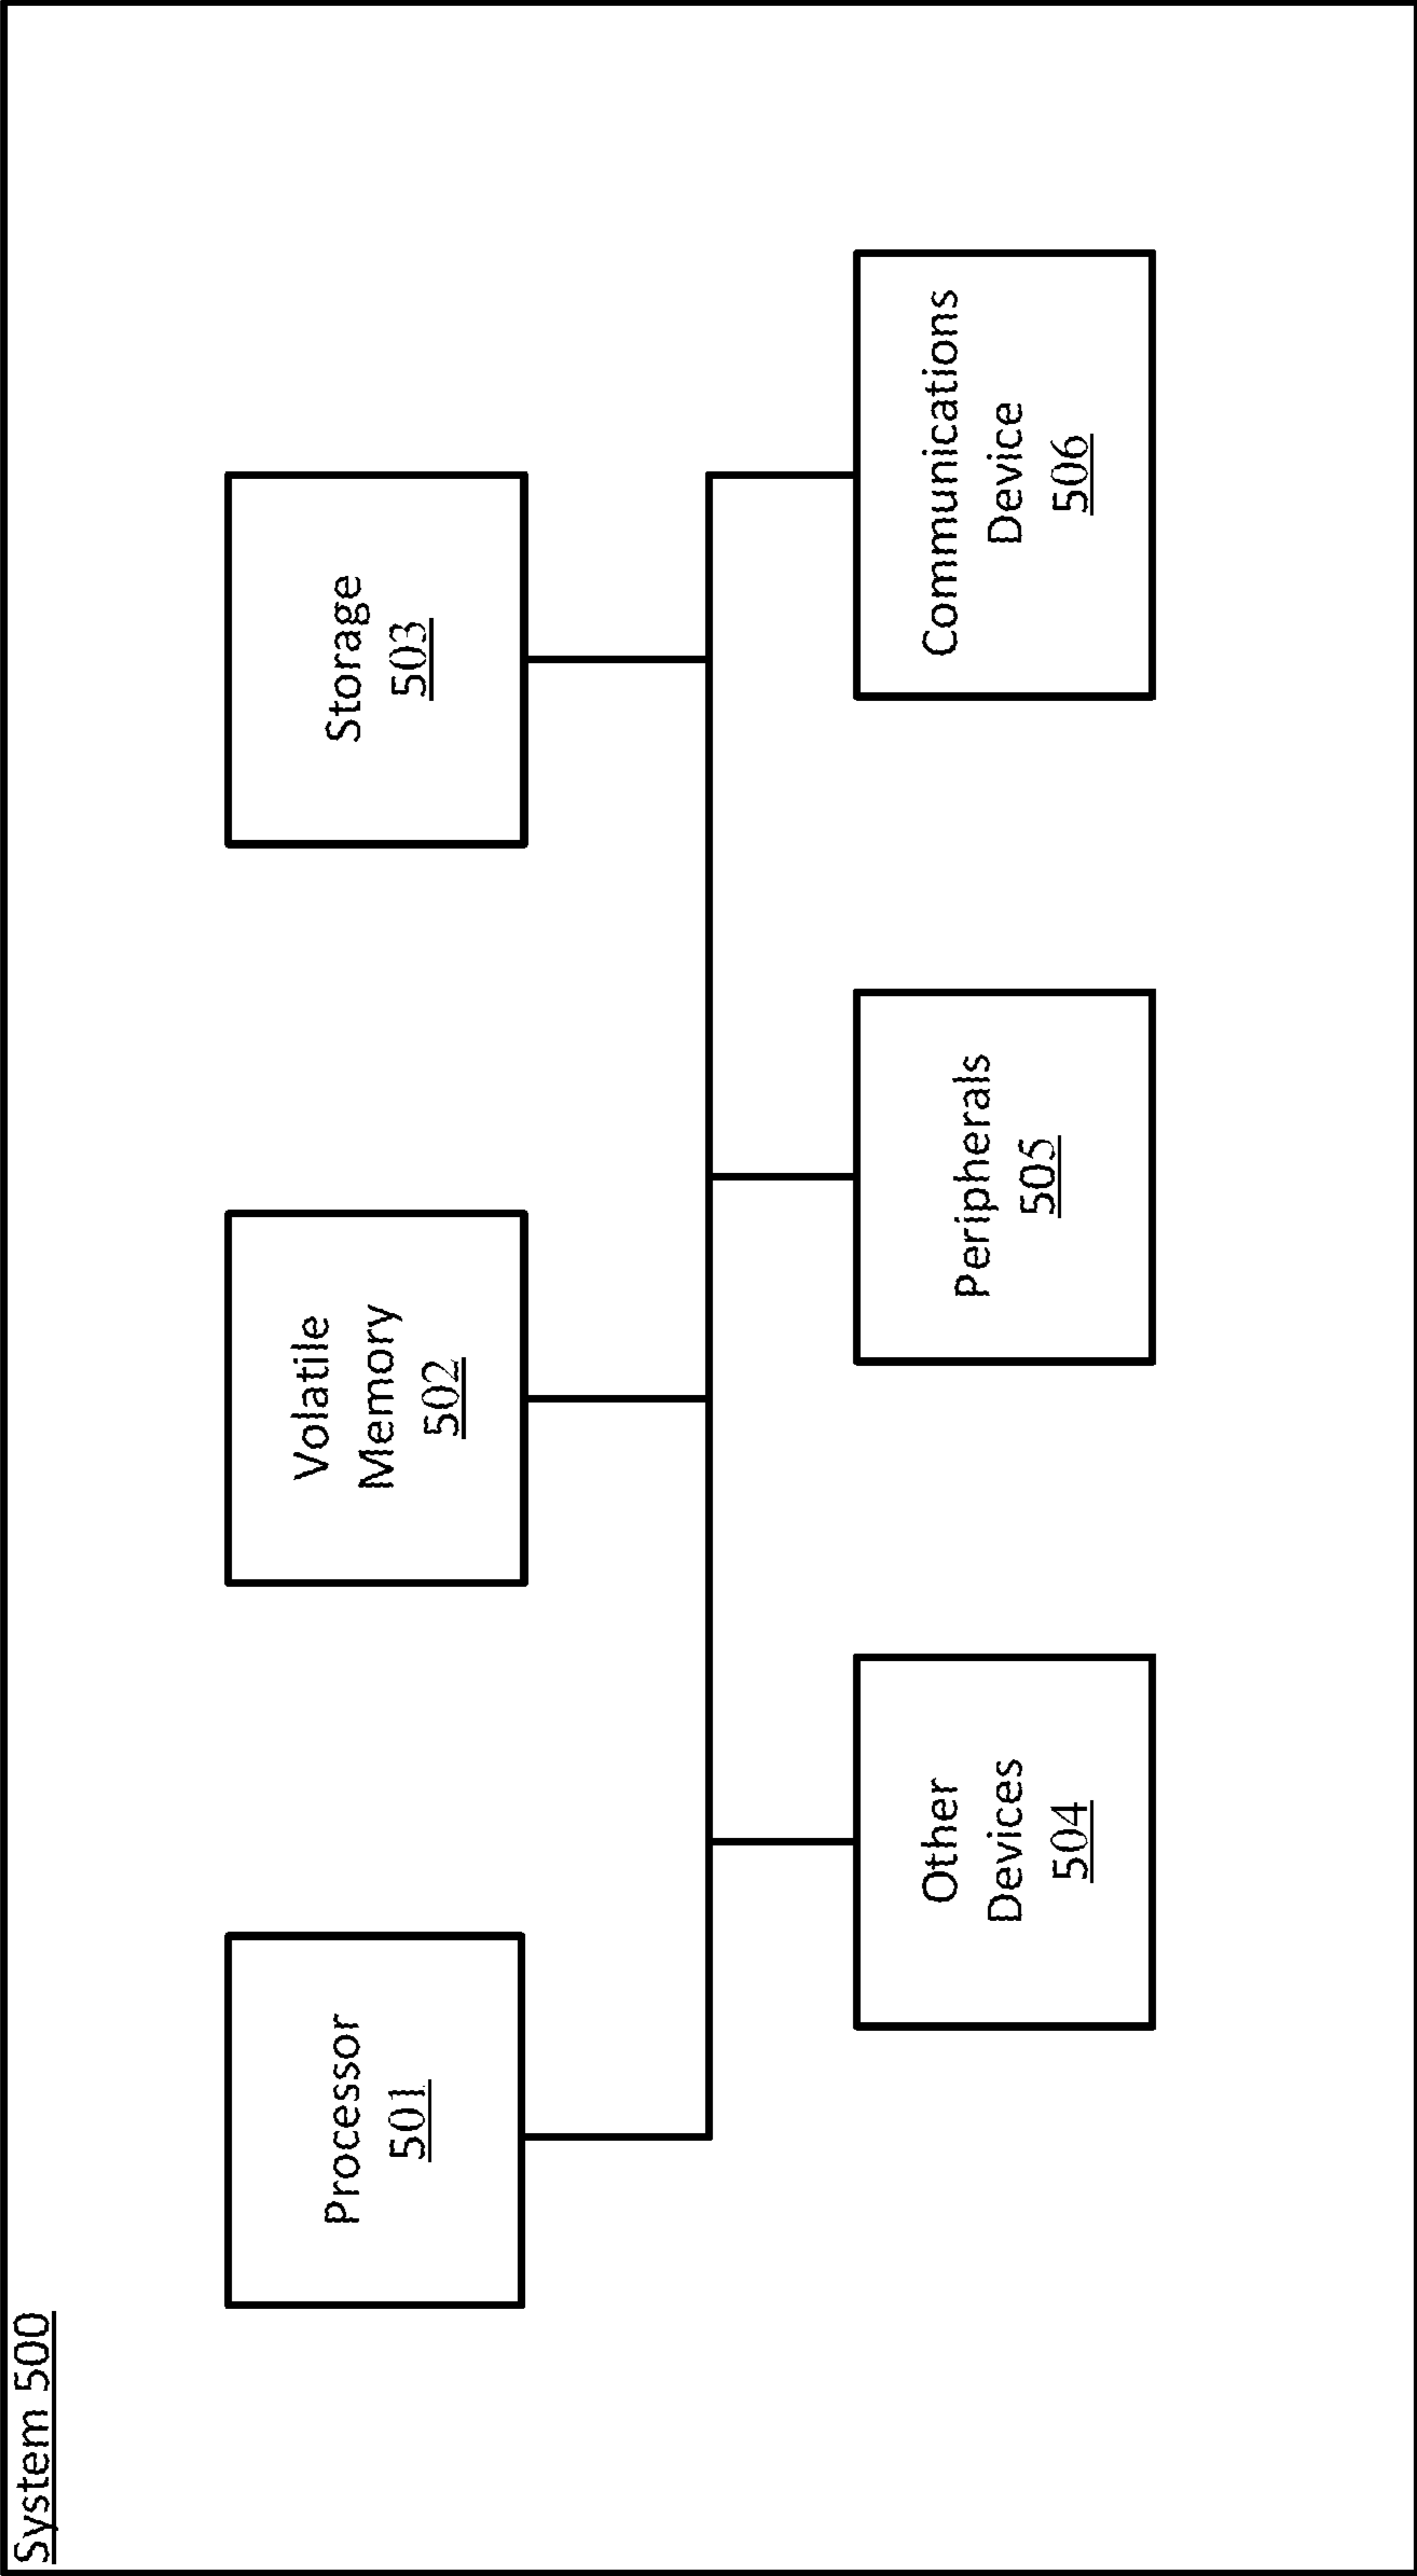 System 500
Processor
501
Volatile
Memory
502
Storage
503
Other
Devices
504
Peripherals
505
Communications
Device
506